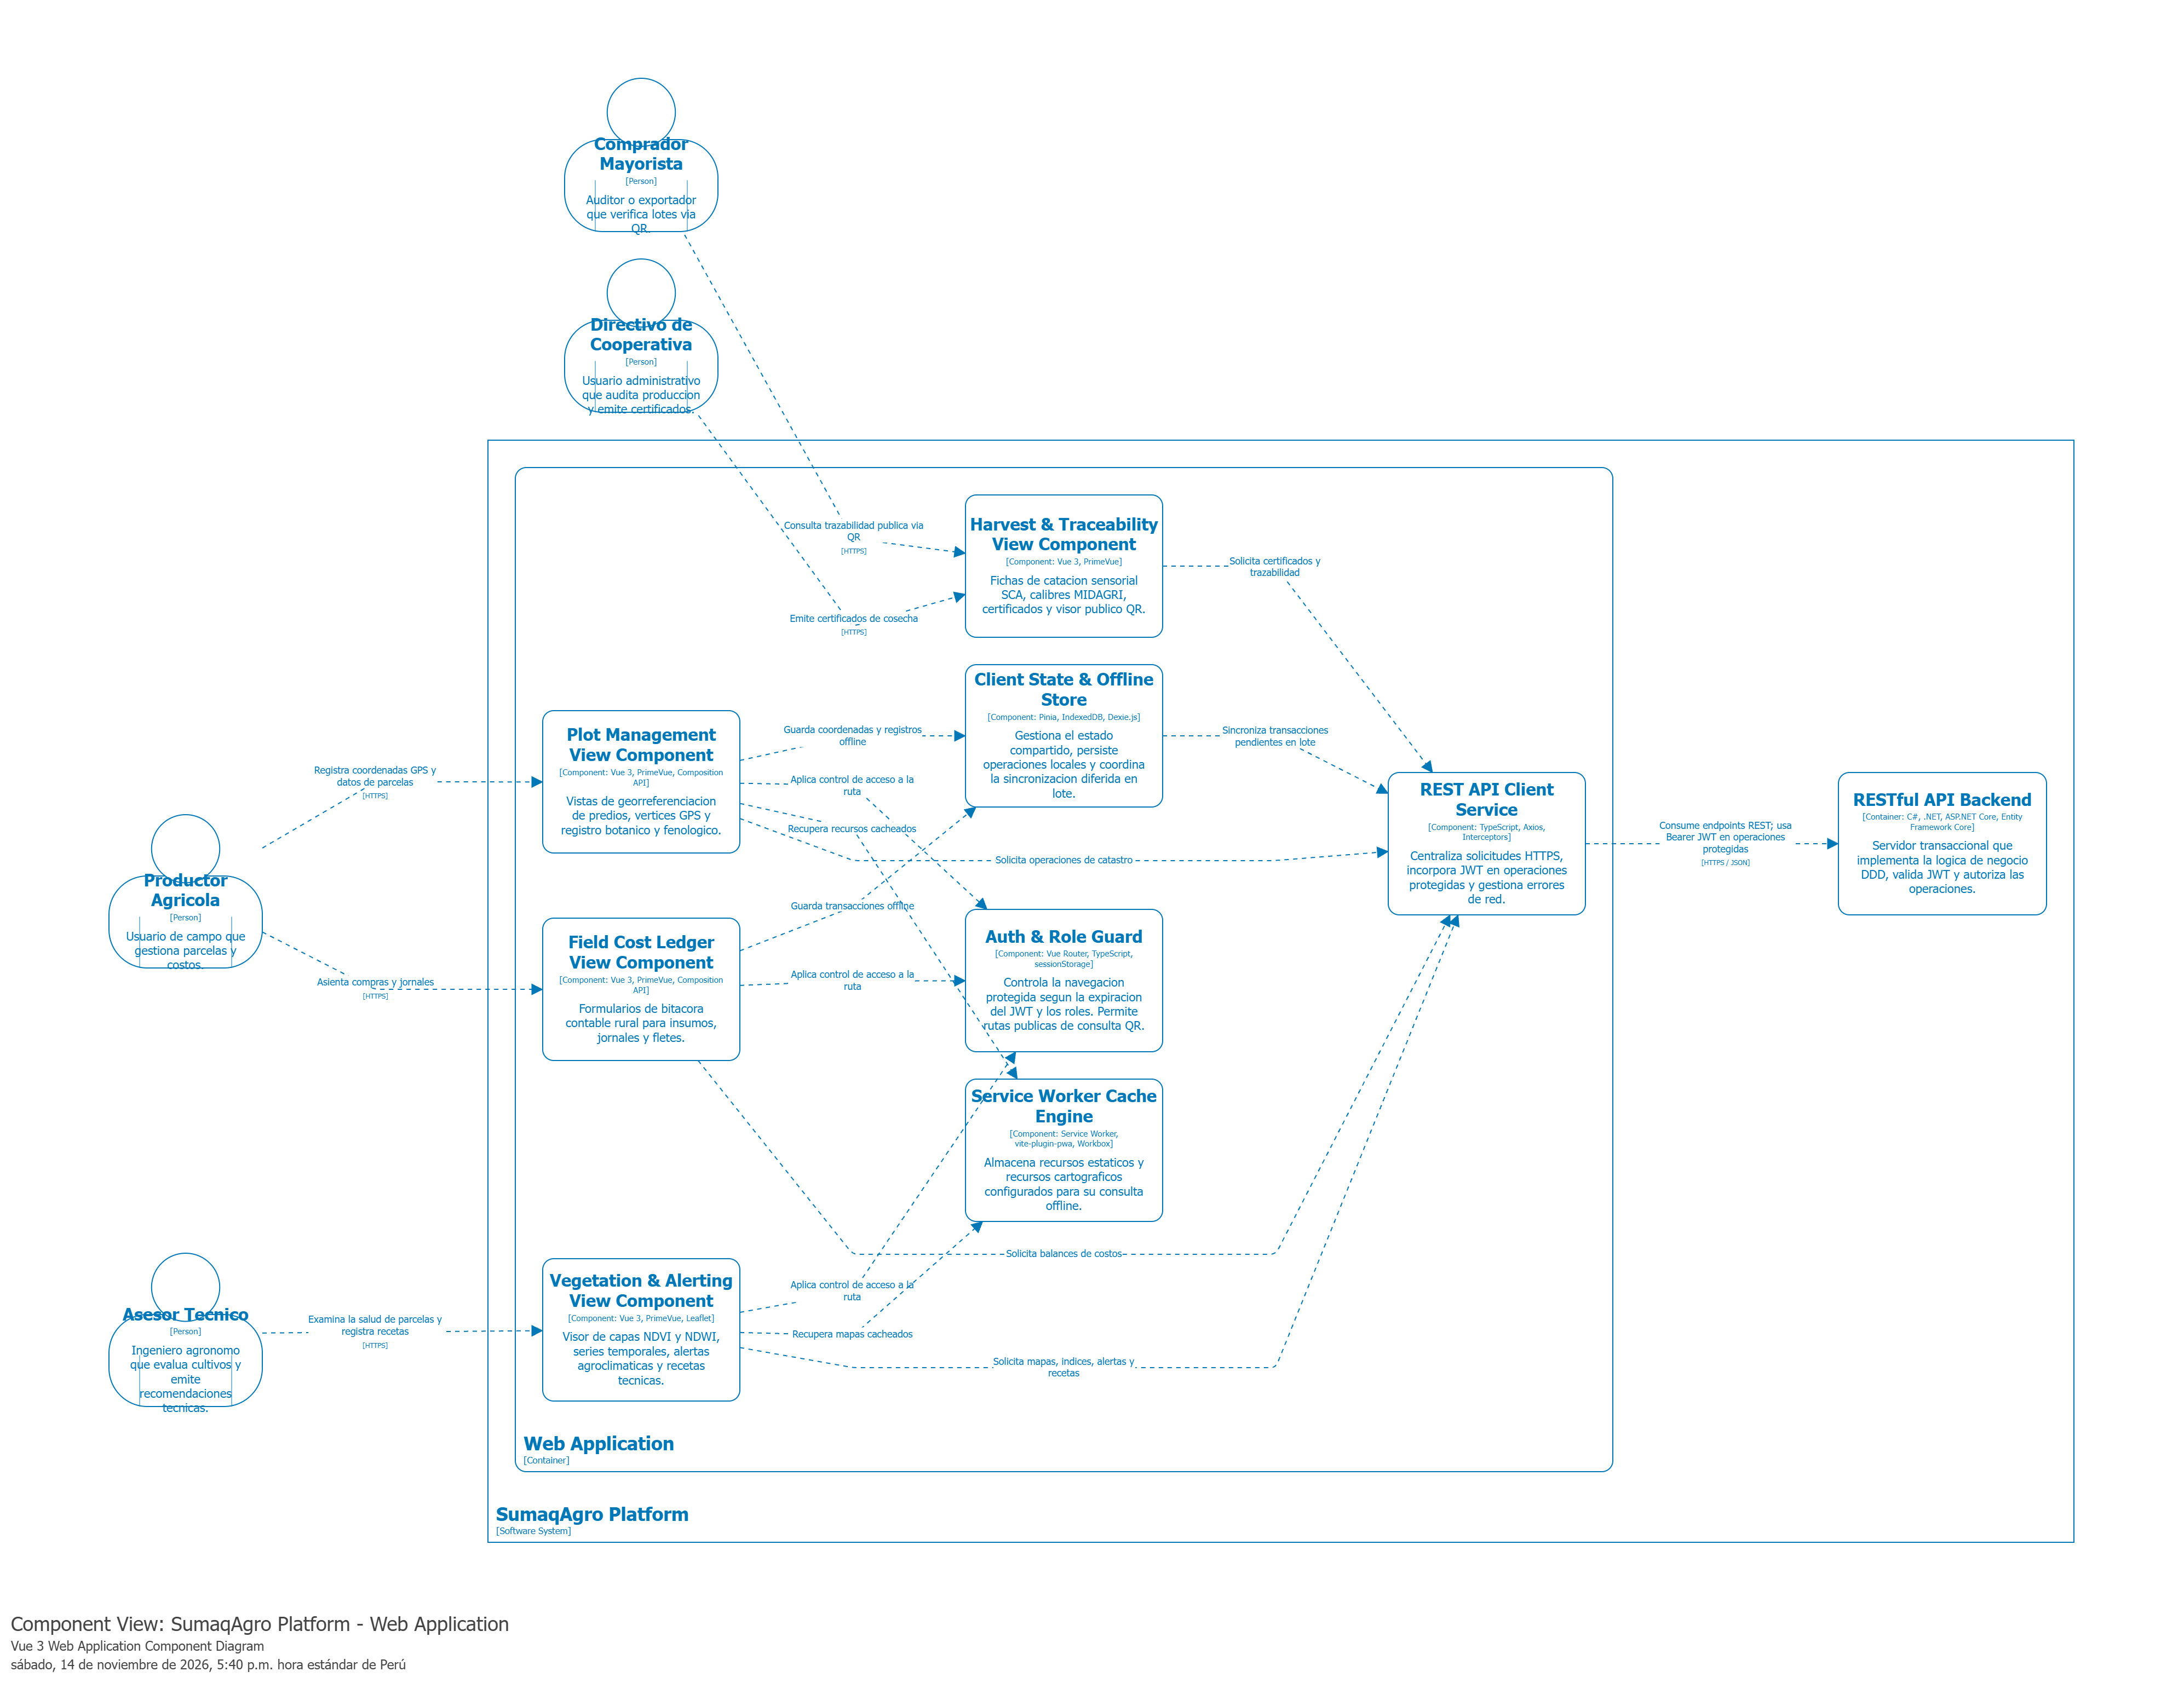 Comprador
Mayorista
[Person]
Auditor o exportador
que verifica lotes via
QR.
Directivo de
Cooperativa
[Person]
Usuario administrativo
que audita produccion
y emite certificados.
Consulta trazabilidad publica via
QR
[HTTPS]
Emite certificados de cosecha
[HTTPS]
Harvest & Traceability
View Component
[Component: Vue 3, PrimeVue]
Fichas de catacion sensorial
SCA, calibres MIDAGRI,
certificados y visor publico QR.
Solicita certificados y
trazabilidad
Client State & Offline
Store
[Component: Pinia, IndexedDB, Dexie.js]
Gestiona el estado
compartido, persiste
operaciones locales y coordina
la sincronizacion diferida en
lote.
Sincroniza transacciones
pendientes en lote
Plot Management
View Component
[Component: Vue 3, PrimeVue, Composition
API]
Vistas de georreferenciacion
de predios, vertices GPS y
registro botanico y fenologico.
Guarda coordenadas y registros
offline
Aplica control de acceso a la
ruta
Recupera recursos cacheados
Solicita operaciones de catastro
Registra coordenadas GPS y
datos de parcelas
[HTTPS]
Productor
Agricola
[Person]
Usuario de campo que
gestiona parcelas y
costos.
Asienta compras y jornales
[HTTPS]
REST API Client
Service
[Component: TypeScript, Axios,
Interceptors]
Centraliza solicitudes HTTPS,
incorpora JWT en operaciones
protegidas y gestiona errores
de red.
Consume endpoints REST; usa
Bearer JWT en operaciones
protegidas
[HTTPS / JSON]
RESTful API Backend
[Container: C#, .NET, ASP.NET Core, Entity
Framework Core]
Servidor transaccional que
implementa la logica de negocio
DDD, valida JWT y autoriza las
operaciones.
Field Cost Ledger
View Component
[Component: Vue 3, PrimeVue, Composition
API]
Formularios de bitacora
contable rural para insumos,
jornales y fletes.
Guarda transacciones offline
Aplica control de acceso a la
ruta
Auth & Role Guard
[Component: Vue Router, TypeScript,
sessionStorage]
Controla la navegacion
protegida segun la expiracion
del JWT y los roles. Permite
rutas publicas de consulta QR.
Service Worker Cache
Engine
[Component: Service Worker,
vite-plugin-pwa, Workbox]
Almacena recursos estaticos y
recursos cartograficos
configurados para su consulta
offline.
Solicita balances de costos
Asesor Tecnico
[Person]
Ingeniero agronomo
que evalua cultivos y
emite
recomendaciones
tecnicas.
Examina la salud de parcelas y
registra recetas
[HTTPS]
Vegetation & Alerting
View Component
[Component: Vue 3, PrimeVue, Leaflet]
Visor de capas NDVI y NDWI,
series temporales, alertas
agroclimaticas y recetas
tecnicas.
Aplica control de acceso a la
ruta
Recupera mapas cacheados
Solicita mapas, indices, alertas y
recetas
Web Application
[Container]
SumaqAgro Platform
[Software System]
Component View: SumaqAgro Platform - Web Application
Vue 3 Web Application Component Diagram
sábado, 14 de noviembre de 2026, 5:40 p.m. hora estándar de Perú